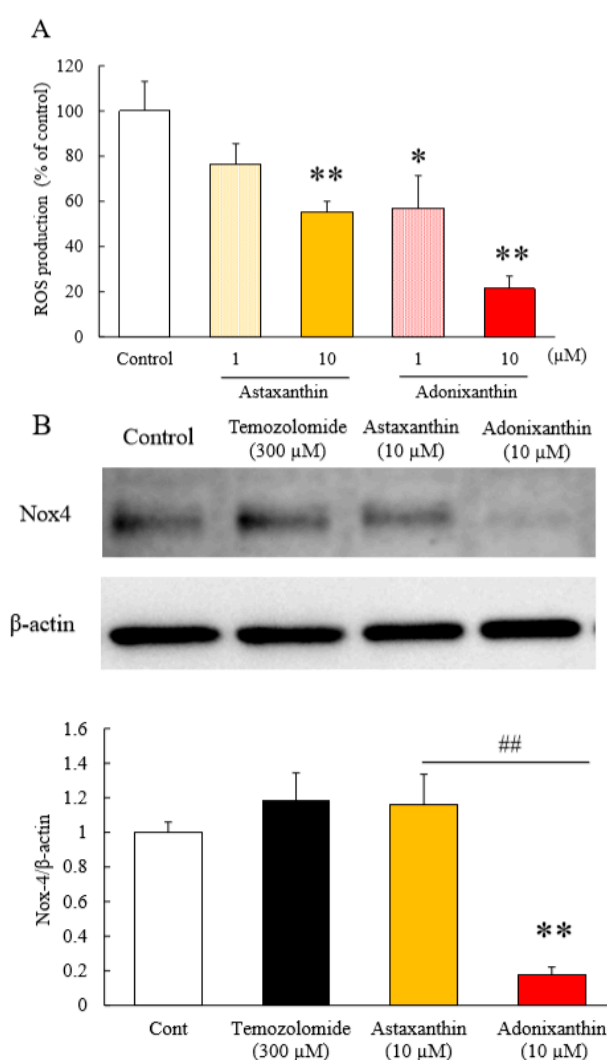 A
ROS production (% of control)
120
100
80
60
40
20
0
**
*
**
Control
1
10
1
10
(μM)
Astaxanthin
Adonixanthin
B
Control
Temozolomide
(300 μM)
Astaxanthin
(10 μM)
Adonixanthin
(10 μM)
Nox4
β-actin
Nox-4/β-actin
1.6
1.4
1.2
1
0.8
0.6
0.4
0.2
0
##
**
Cont
Temozolomide
(300 μM)
Astaxanthin
(10 μM)
Adonixanthin
(10 μM)